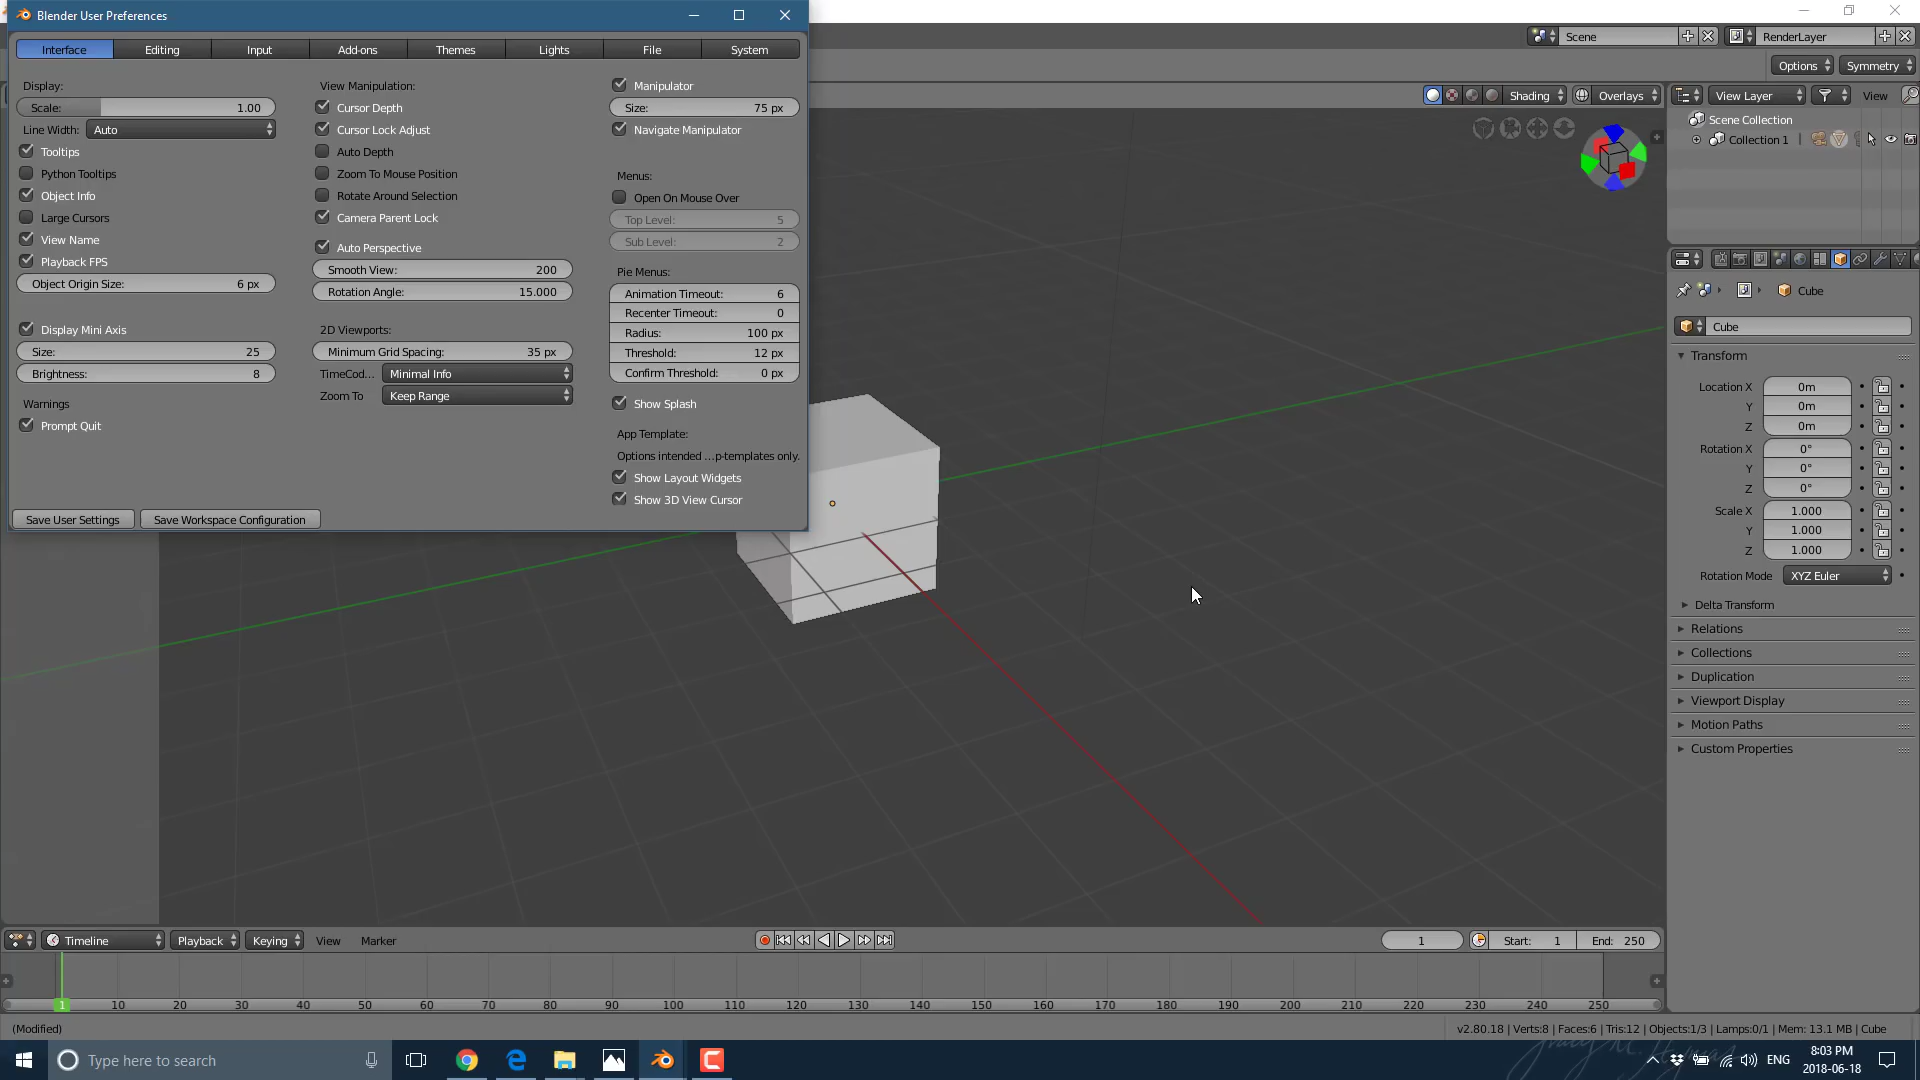 Blender User Preferences
Interface Editing Input Add-ons Themes Lights File System
Display:
Scale: 1.00
Line Width: Auto
Tooltips
Python Tooltips
Object Info
Large Cursors
View Name
Playback FPS
Object Origin Size: 6 px
Display Mini Axis
Size: 25
Brightness: 8
Warnings
Prompt Quit
Save User Settings Save Workspace Configuration
View Manipulation:
Cursor Depth
Cursor Lock Adjust
Auto Depth
Zoom To Mouse Position
Rotate Around Selection
Camera Parent Lock
Auto Perspective
Smooth View: 200
Rotation Angle: 15.000
2D Viewports:
Minimum Grid Spacing: 35 px
TimeCod... Minimal Info
Zoom To Keep Range
Manipulator
Size: 75 px
Navigate Manipulator
Menus:
Open On Mouse Over
Top Level: 5
Sub Level: 2
Pie Menus:
Animation Timeout: 6
Recenter Timeout: 0
Radius: 100 px
Threshold: 12 px
Confirm Threshold: 0 px
Show Splash
App Template:
Options intended ...p-templates only.
Show Layout Widgets
Show 3D View Cursor
Scene RenderLayer
Options Symmetry
Shading Overlays
View Layer View
Scene Collection
Collection 1
Cube
Cube
Transform
Location X 0m
Y 0m
Z 0m
Rotation X 0°
Y 0°
Z 0°
Scale X 1.000
Y 1.000
Z 1.000
Rotation Mode XYZ Euler
Delta Transform
Relations
Collections
Duplication
Viewport Display
Motion Paths
Custom Properties
Timeline Playback Keying View Marker 1 Start: 1 End: 250
1 10 20 30 40 50 60 70 80 90 100 110 120 130 140 150 160 170 180 190 200 210 220 230 240 250
(Modified) v2.80.18 | Verts:8 | Faces:6 | Tris:12 | Objects:1/3 | Lamps:0/1 | Mem: 13.1 MB | Cube
Type here to search
ENG
8:03 PM
2018-06-18